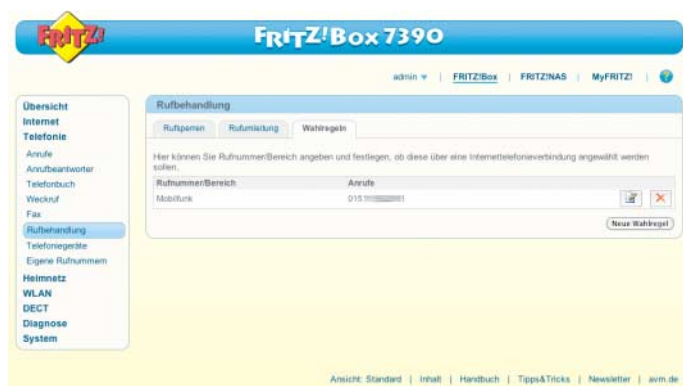 FRITZ!
FRITZ!Box 7390
admin | FRITZ!Box | FRITZ!NAS | MyFRITZ! | ?
Übersicht
Internet
Telefonie
Anrufe
Anrufbeantworter
Telefonbuch
Weckruf
Fax
Rufbehandlung
Telefoniegeräte
Eigene Rufnummern
Heimnetz
WLAN
DECT
Diagnose
System
Rufbehandlung
Rufsperren Rufumleitung Wahlregeln
Hier können Sie Rufnummer/Bereich angeben und festlegen, ob diese über eine Internettelefonieverbindung angewählt werden
sollen.
Rufnummer/Bereich Anrufe
Mobilfunk 015
Neue Wahlregel
Ansicht: Standard | Inhalt | Handbuch | Tipps&Tricks | Newsletter | avm.de